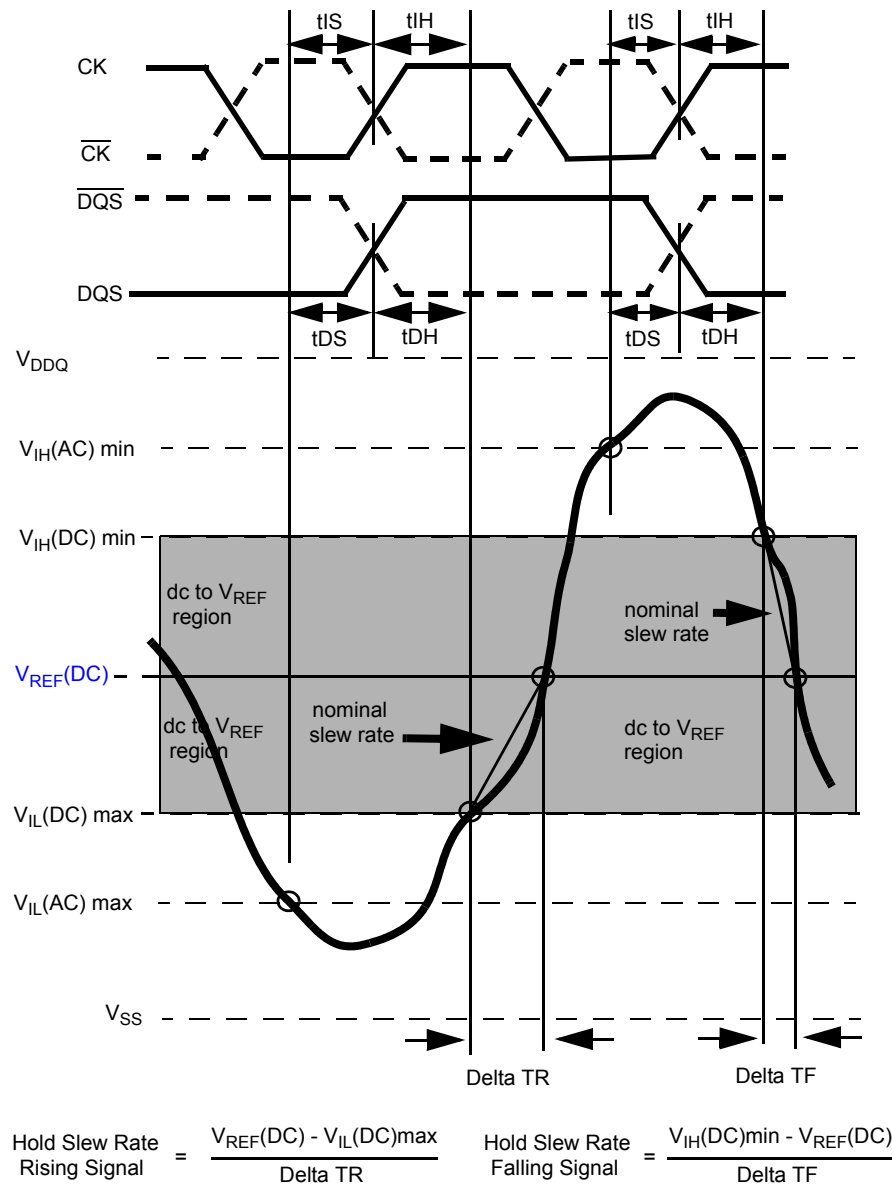 tIS tIH tIS tIH
CK
CK
DQS
DQS
tDS tDH tDS tDH
VDDQ
VIH(AC) min
VIH(DC) min
dc to VREF
region
nominal
slew rate
VREF(DC)
dc to VREF
region
nominal
slew rate
dc to VREF
region
VIL(DC) max
VIL(AC) max
VSS
Delta TR Delta TF
Hold Slew Rate
Rising Signal
=
VREF(DC) - VIL(DC)max
Delta TR
Hold Slew Rate
Falling Signal
=
VIH(DC)min - VREF(DC)
Delta TF